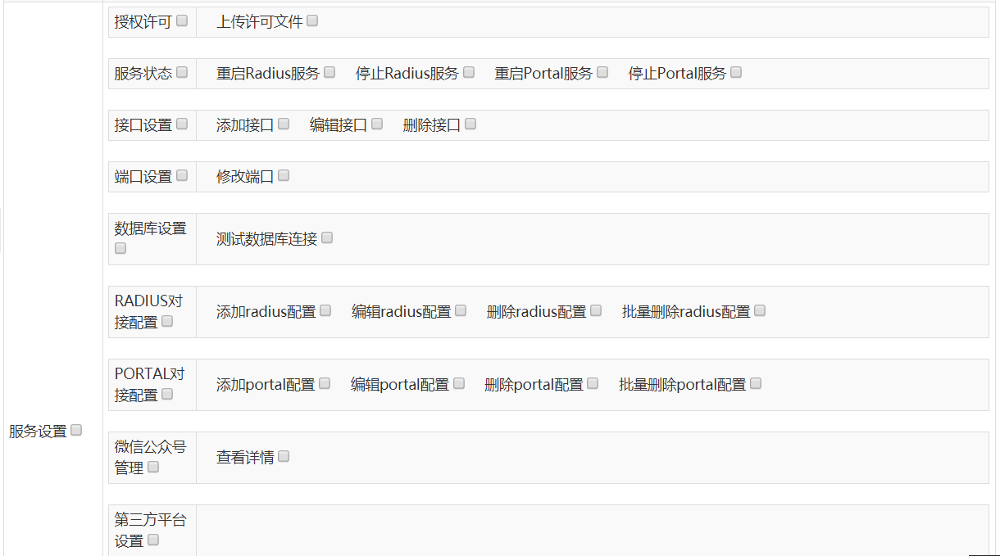 授权许可 上传许可文件
服务状态 重启Radius服务 停止Radius服务 重启Portal服务 停止Portal服务
接口设置 添加接口 编辑接口 删除接口
端口设置 修改端口
数据库设置 测试数据库连接
RADIUS对
接配置 添加radius配置 编辑radius配置 删除radius配置 批量删除radius配置
PORTAL对
接配置 添加portal配置 编辑portal配置 删除portal配置 批量删除portal配置
服务设置
微信公众号
管理 查看详情
第三方平台
设置